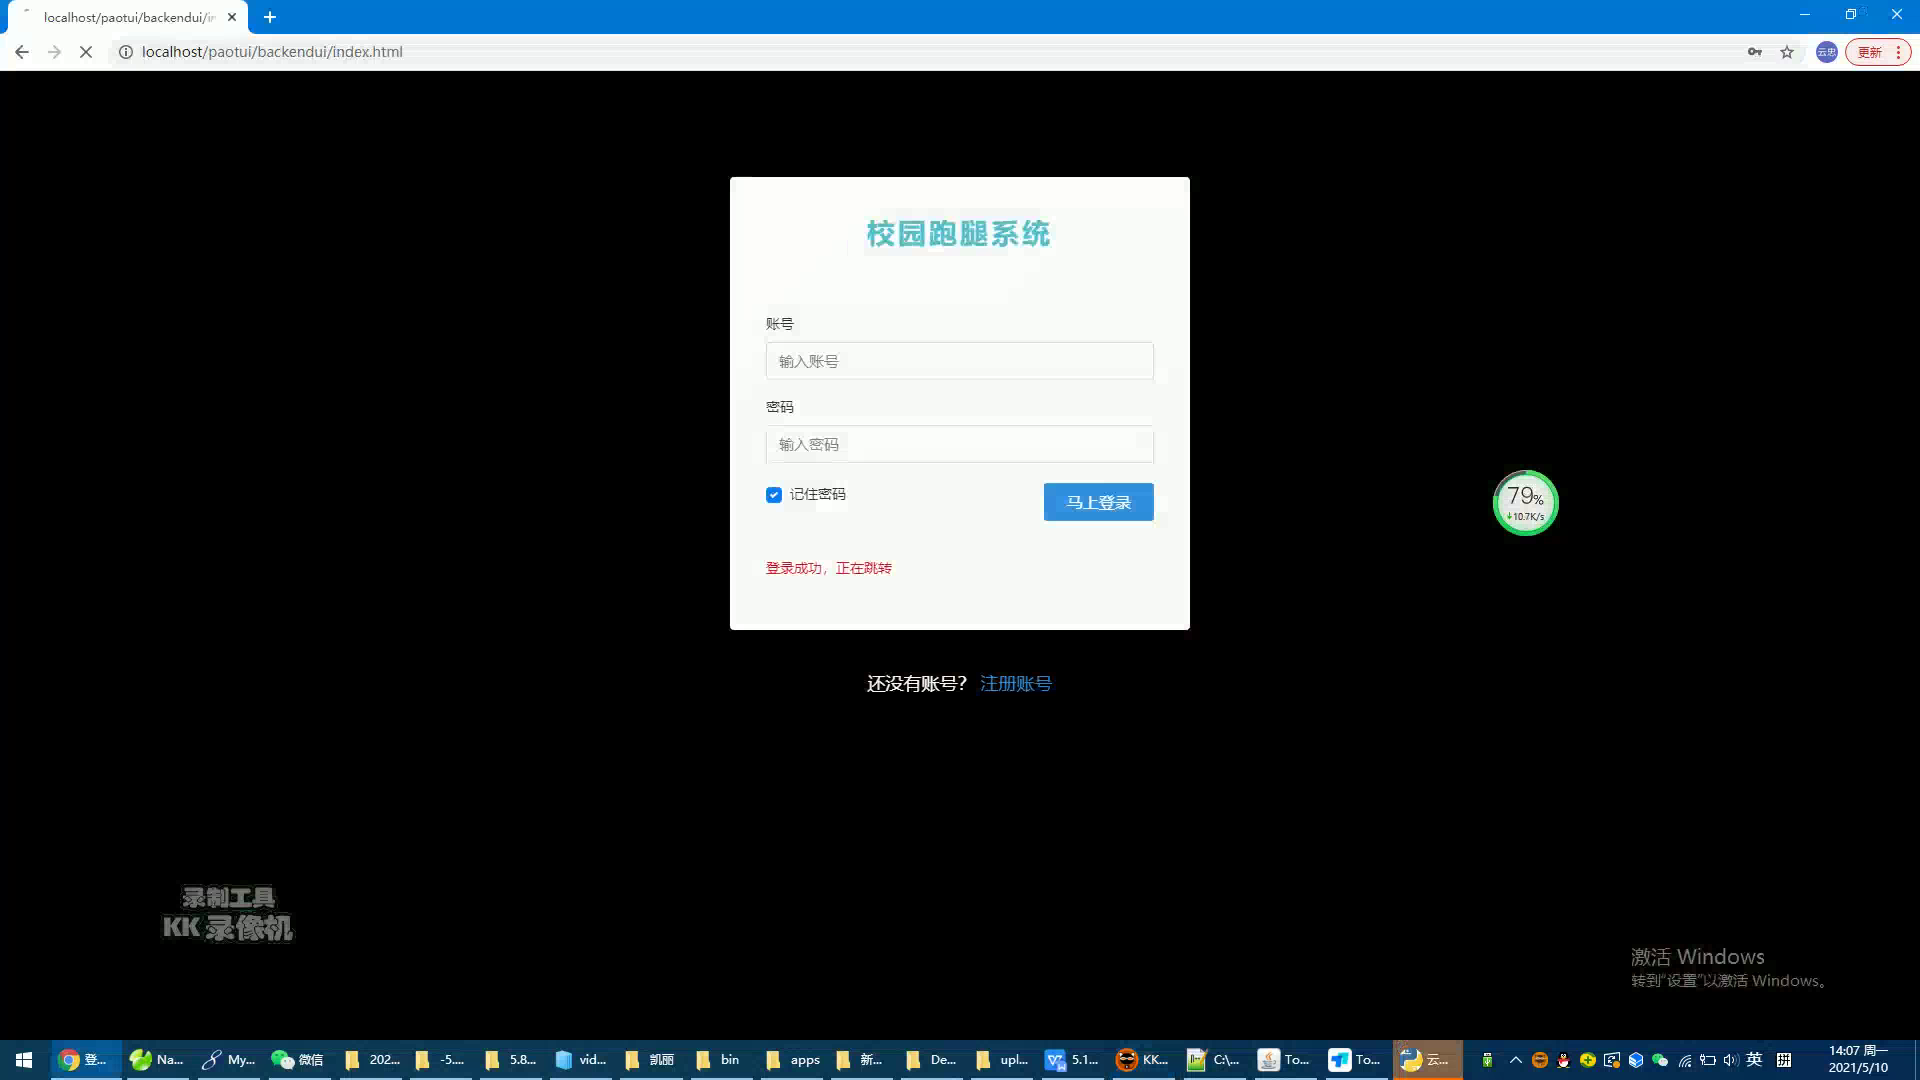 localhost/paotui/backendui/in
localhost/paotui/backendui/index.html
云忠
更新
校园跑腿系统
账号
输入账号
密码
输入密码
记住密码
马上登录
登录成功，正在跳转
还没有账号？ 注册账号
79%
10.7K/s
录制工具
KK 录像机
激活 Windows
转到"设置"以激活 Windows。
登...
Na...
My...
微信
202...
-5....
5.8...
vid...
凯丽
bin
apps
新...
De...
upl...
5.1...
KK...
C:\...
To...
To...
云...
英
拼
14:07 周一
2021/5/10